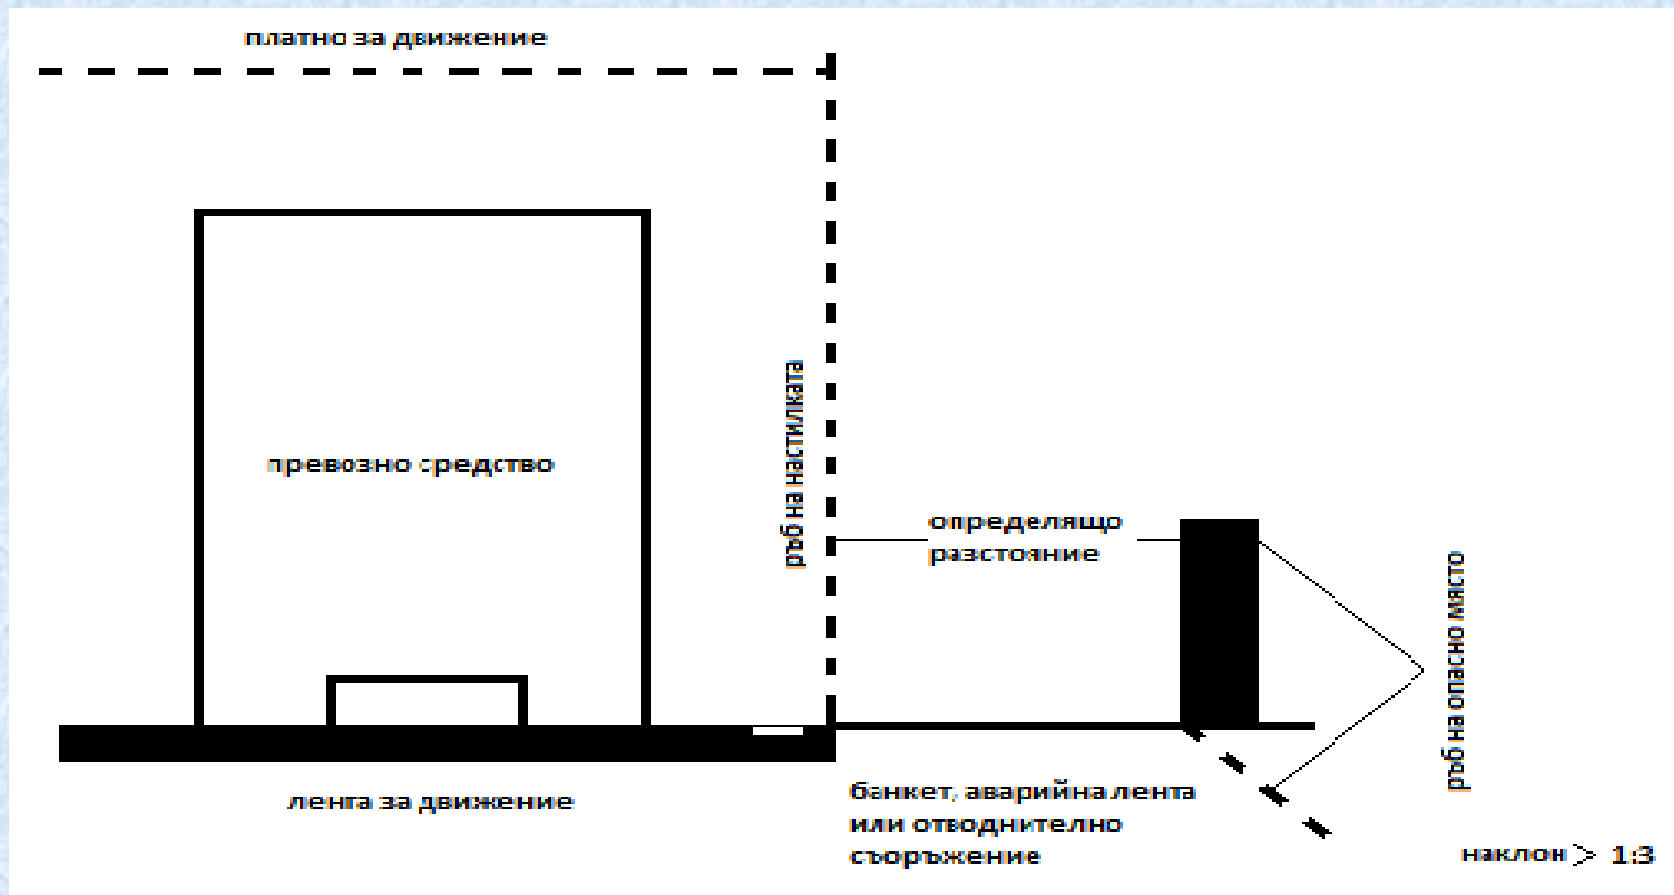 платно за движение
ръб на настилката
превозно средство
определящо
разстояние
ръб на опасно място
лента за движение
банкет, аварийна лента
или отводнително
съоръжение
наклон > 1:3